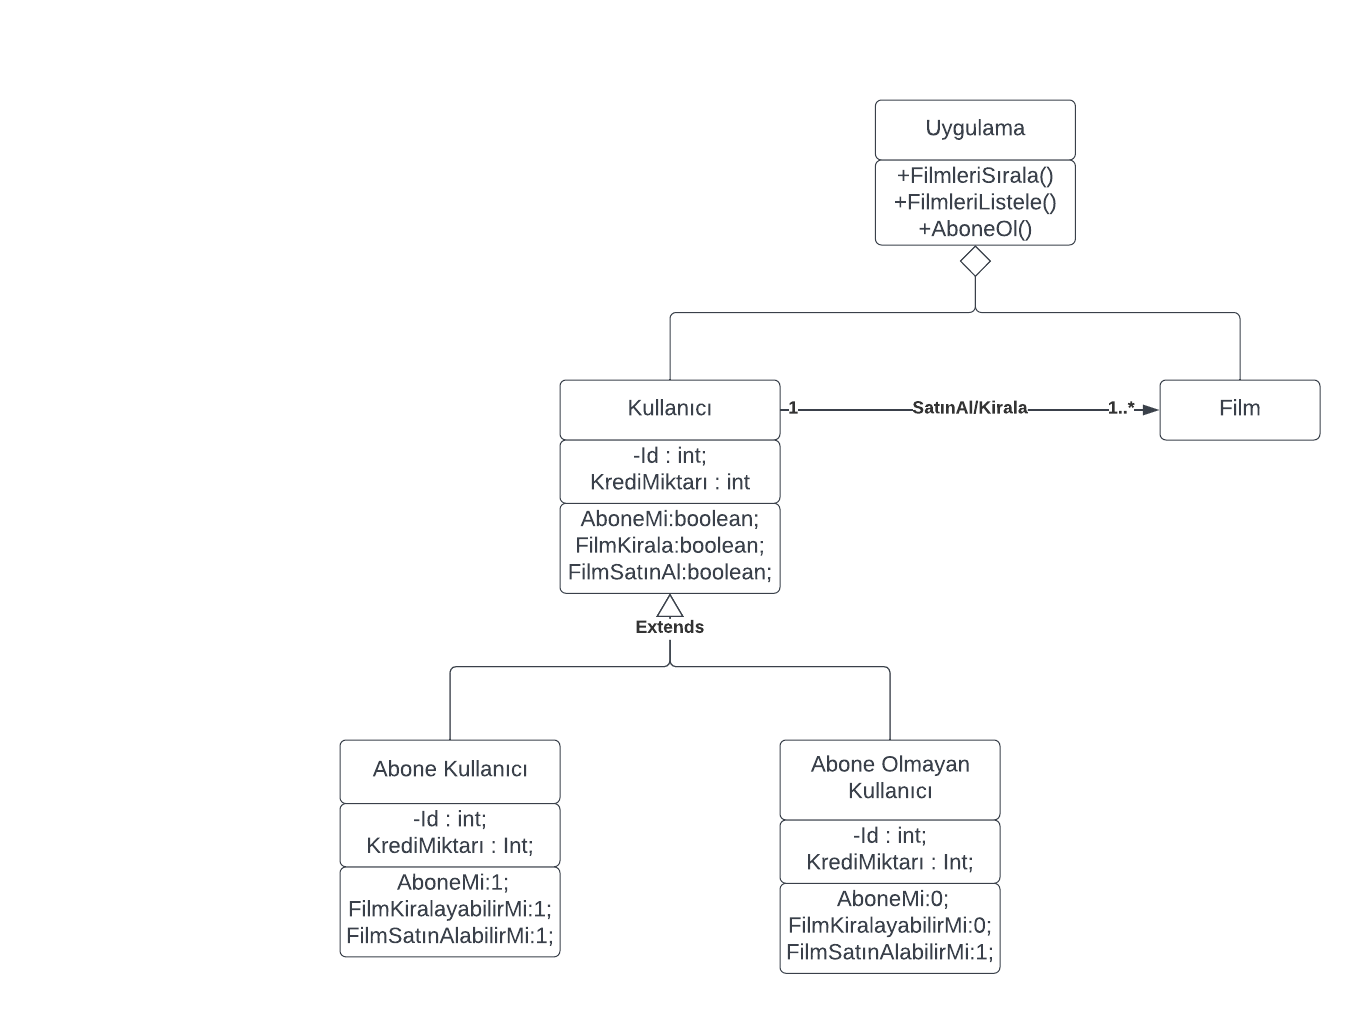 Uygulama
+FilmleriSırala()
+FilmleriListele()
+AboneOl()
Kullanıcı
1
SatınAl/Kirala
1..*
Film
-Id : int;
KrediMiktarı : int
AboneMi:boolean;
FilmKirala:boolean;
FilmSatınAl:boolean;
Extends
Abone Kullanıcı
-Id : int;
KrediMiktarı : Int;
AboneMi:1;
FilmKiralayabilirMi:1;
FilmSatınAlabilirMi:1;
Abone Olmayan
Kullanıcı
-Id : int;
KrediMiktarı : Int;
AboneMi:0;
FilmKiralayabilirMi:0;
FilmSatınAlabilirMi:1;